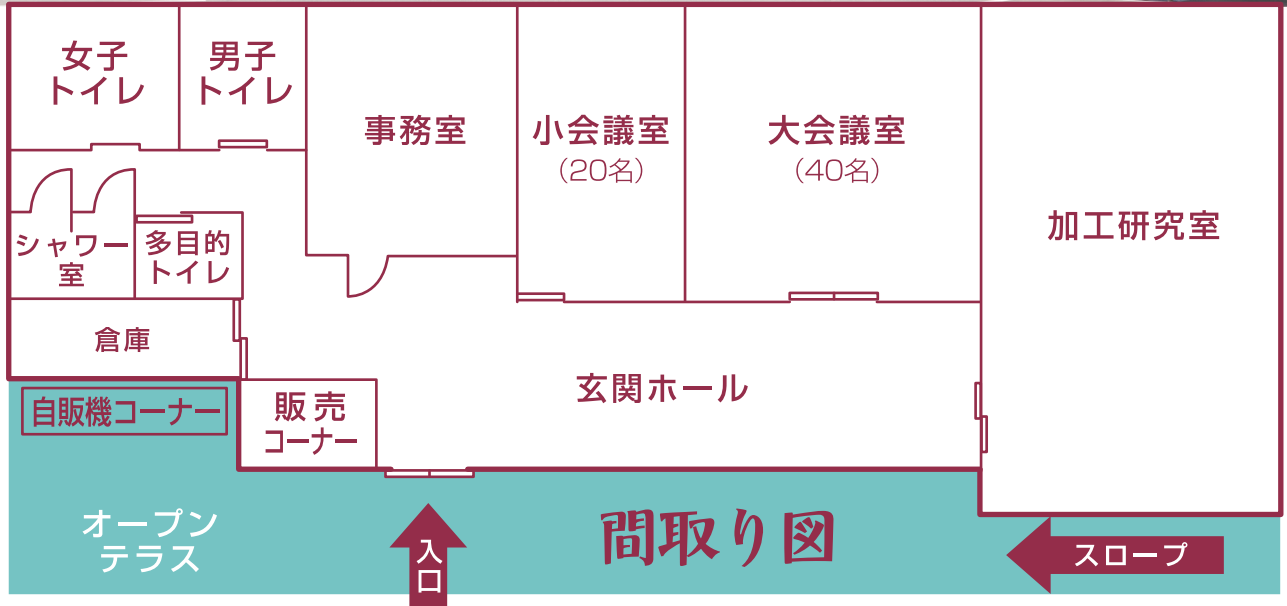 女子
トイレ
男子
トイレ
事務室
小会議室
(20名)
大会議室
(40名)
加工研究室
シャワー
室
多目的
トイレ
倉庫
玄関ホール
自販機コーナー
販売
コーナー
オープン
テラス
入口
間取り図
スロープ